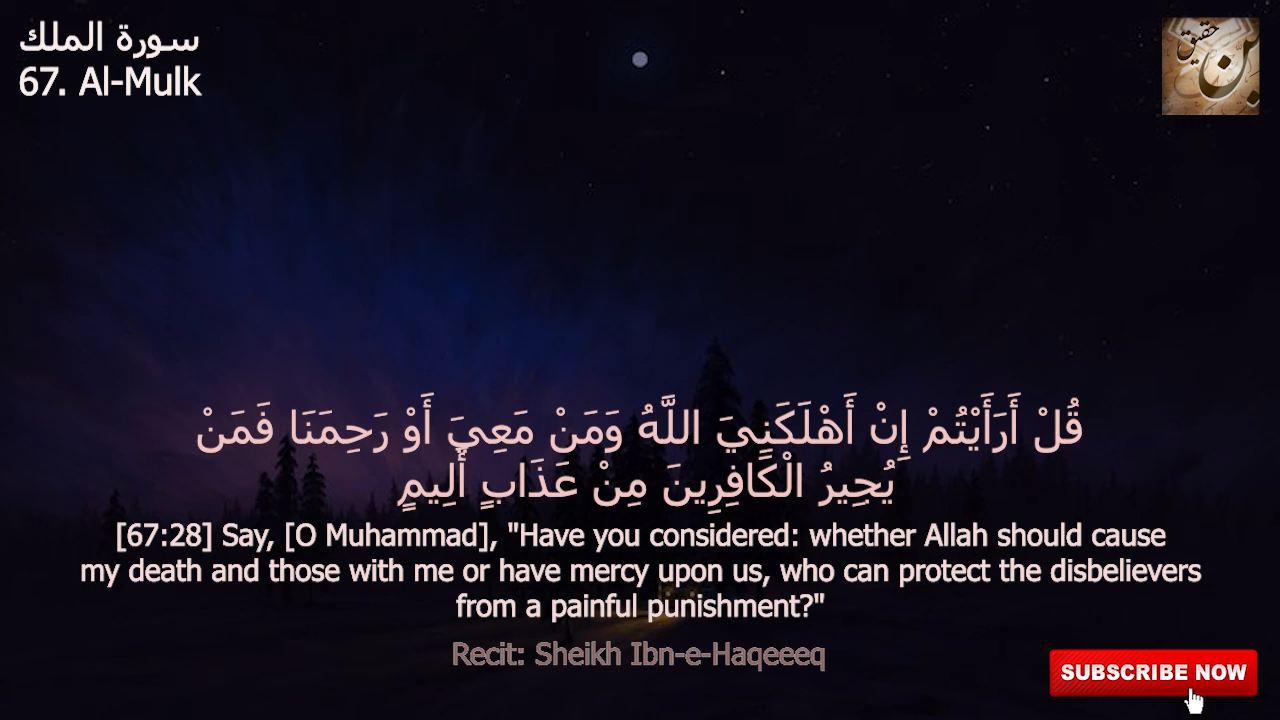 سورة الملك
67. Al-Mulk
حقيق
بن
قُلْ أَرَأَيْتُمْ إِنْ أَهْلَكَنِيَ اللَّهُ وَمَنْ مَعِيَ أَوْ رَحِمَنَا فَمَنْ
يُجِيرُ الْكَافِرِينَ مِنْ عَذَابٍ أَلِيمٍ
[67:28] Say, [O Muhammad], "Have you considered: whether Allah should cause
my death and those with me or have mercy upon us, who can protect the disbelievers
from a painful punishment?"
Recit: Sheikh Ibn-e-Haqeeeq
SUBSCRIBE NOW